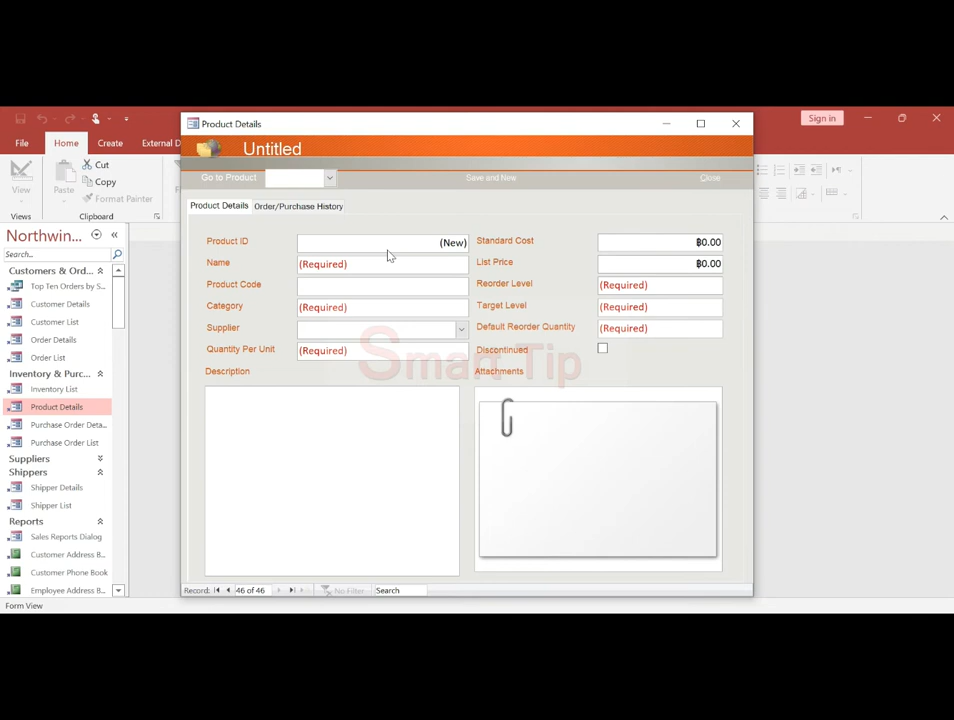 Product Details
Sign in
File
Home
Create
External D
View
Paste
Cut
Copy
Format Painter
Views
Clipboard
Northwin...
Search...
Customers & Ord...
Top Ten Orders by S...
Customer Details
Customer List
Order Details
Order List
Inventory & Purc...
Inventory List
Product Details
Purchase Order Deta...
Purchase Order List
Suppliers
Shippers
Shipper Details
Shipper List
Reports
Sales Reports Dialog
Customer Address B...
Customer Phone Book
Employee Address B...
Untitled
Go to Product
Save and New
Close
Product Details
Order/Purchase History
Product ID
(New)
Name
(Required)
Product Code
Category
(Required)
Supplier
Quantity Per Unit
(Required)
Description
Standard Cost
฿0.00
List Price
฿0.00
Reorder Level
(Required)
Target Level
(Required)
Default Reorder Quantity
(Required)
Discontinued
Attachments
Smart Tip
Record:
46 of 46
No Filter
Search
Form View